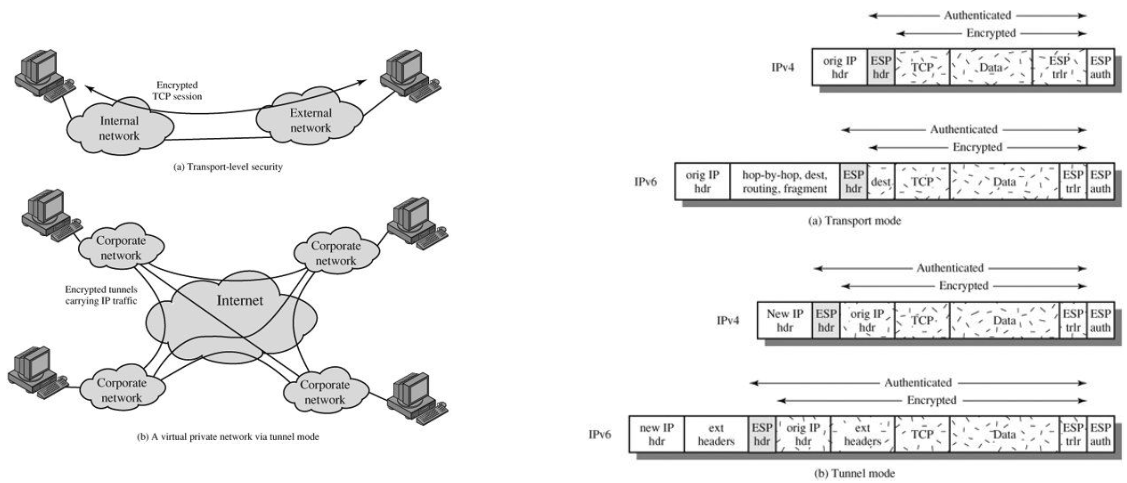 Encrypted
TCP session
Internal
network
External
network
(a) Transport-level security
Corporate
network
Corporate
network
Encrypted tunnels
carrying IP traffic
Internet
Corporate
network
Corporate
network
(b) A virtual private network via tunnel mode
Authenticated
Encrypted
IPv4
orig IP
hdr
ESP
hdr
TCP
Data
ESP
trlr
ESP
auth
Authenticated
Encrypted
IPv6
orig IP
hdr
hop-by-hop, dest,
routing, fragment
ESP
hdr
dest
TCP
Data
ESP
trlr
ESP
auth
(a) Transport mode
Authenticated
Encrypted
IPv4
New IP
hdr
ESP
hdr
orig IP
hdr
TCP
Data
ESP
trlr
ESP
auth
Authenticated
Encrypted
IPv6
new IP
hdr
ext
headers
ESP
hdr
orig IP
hdr
ext
headers
TCP
Data
ESP
trlr
ESP
auth
(b) Tunnel mode